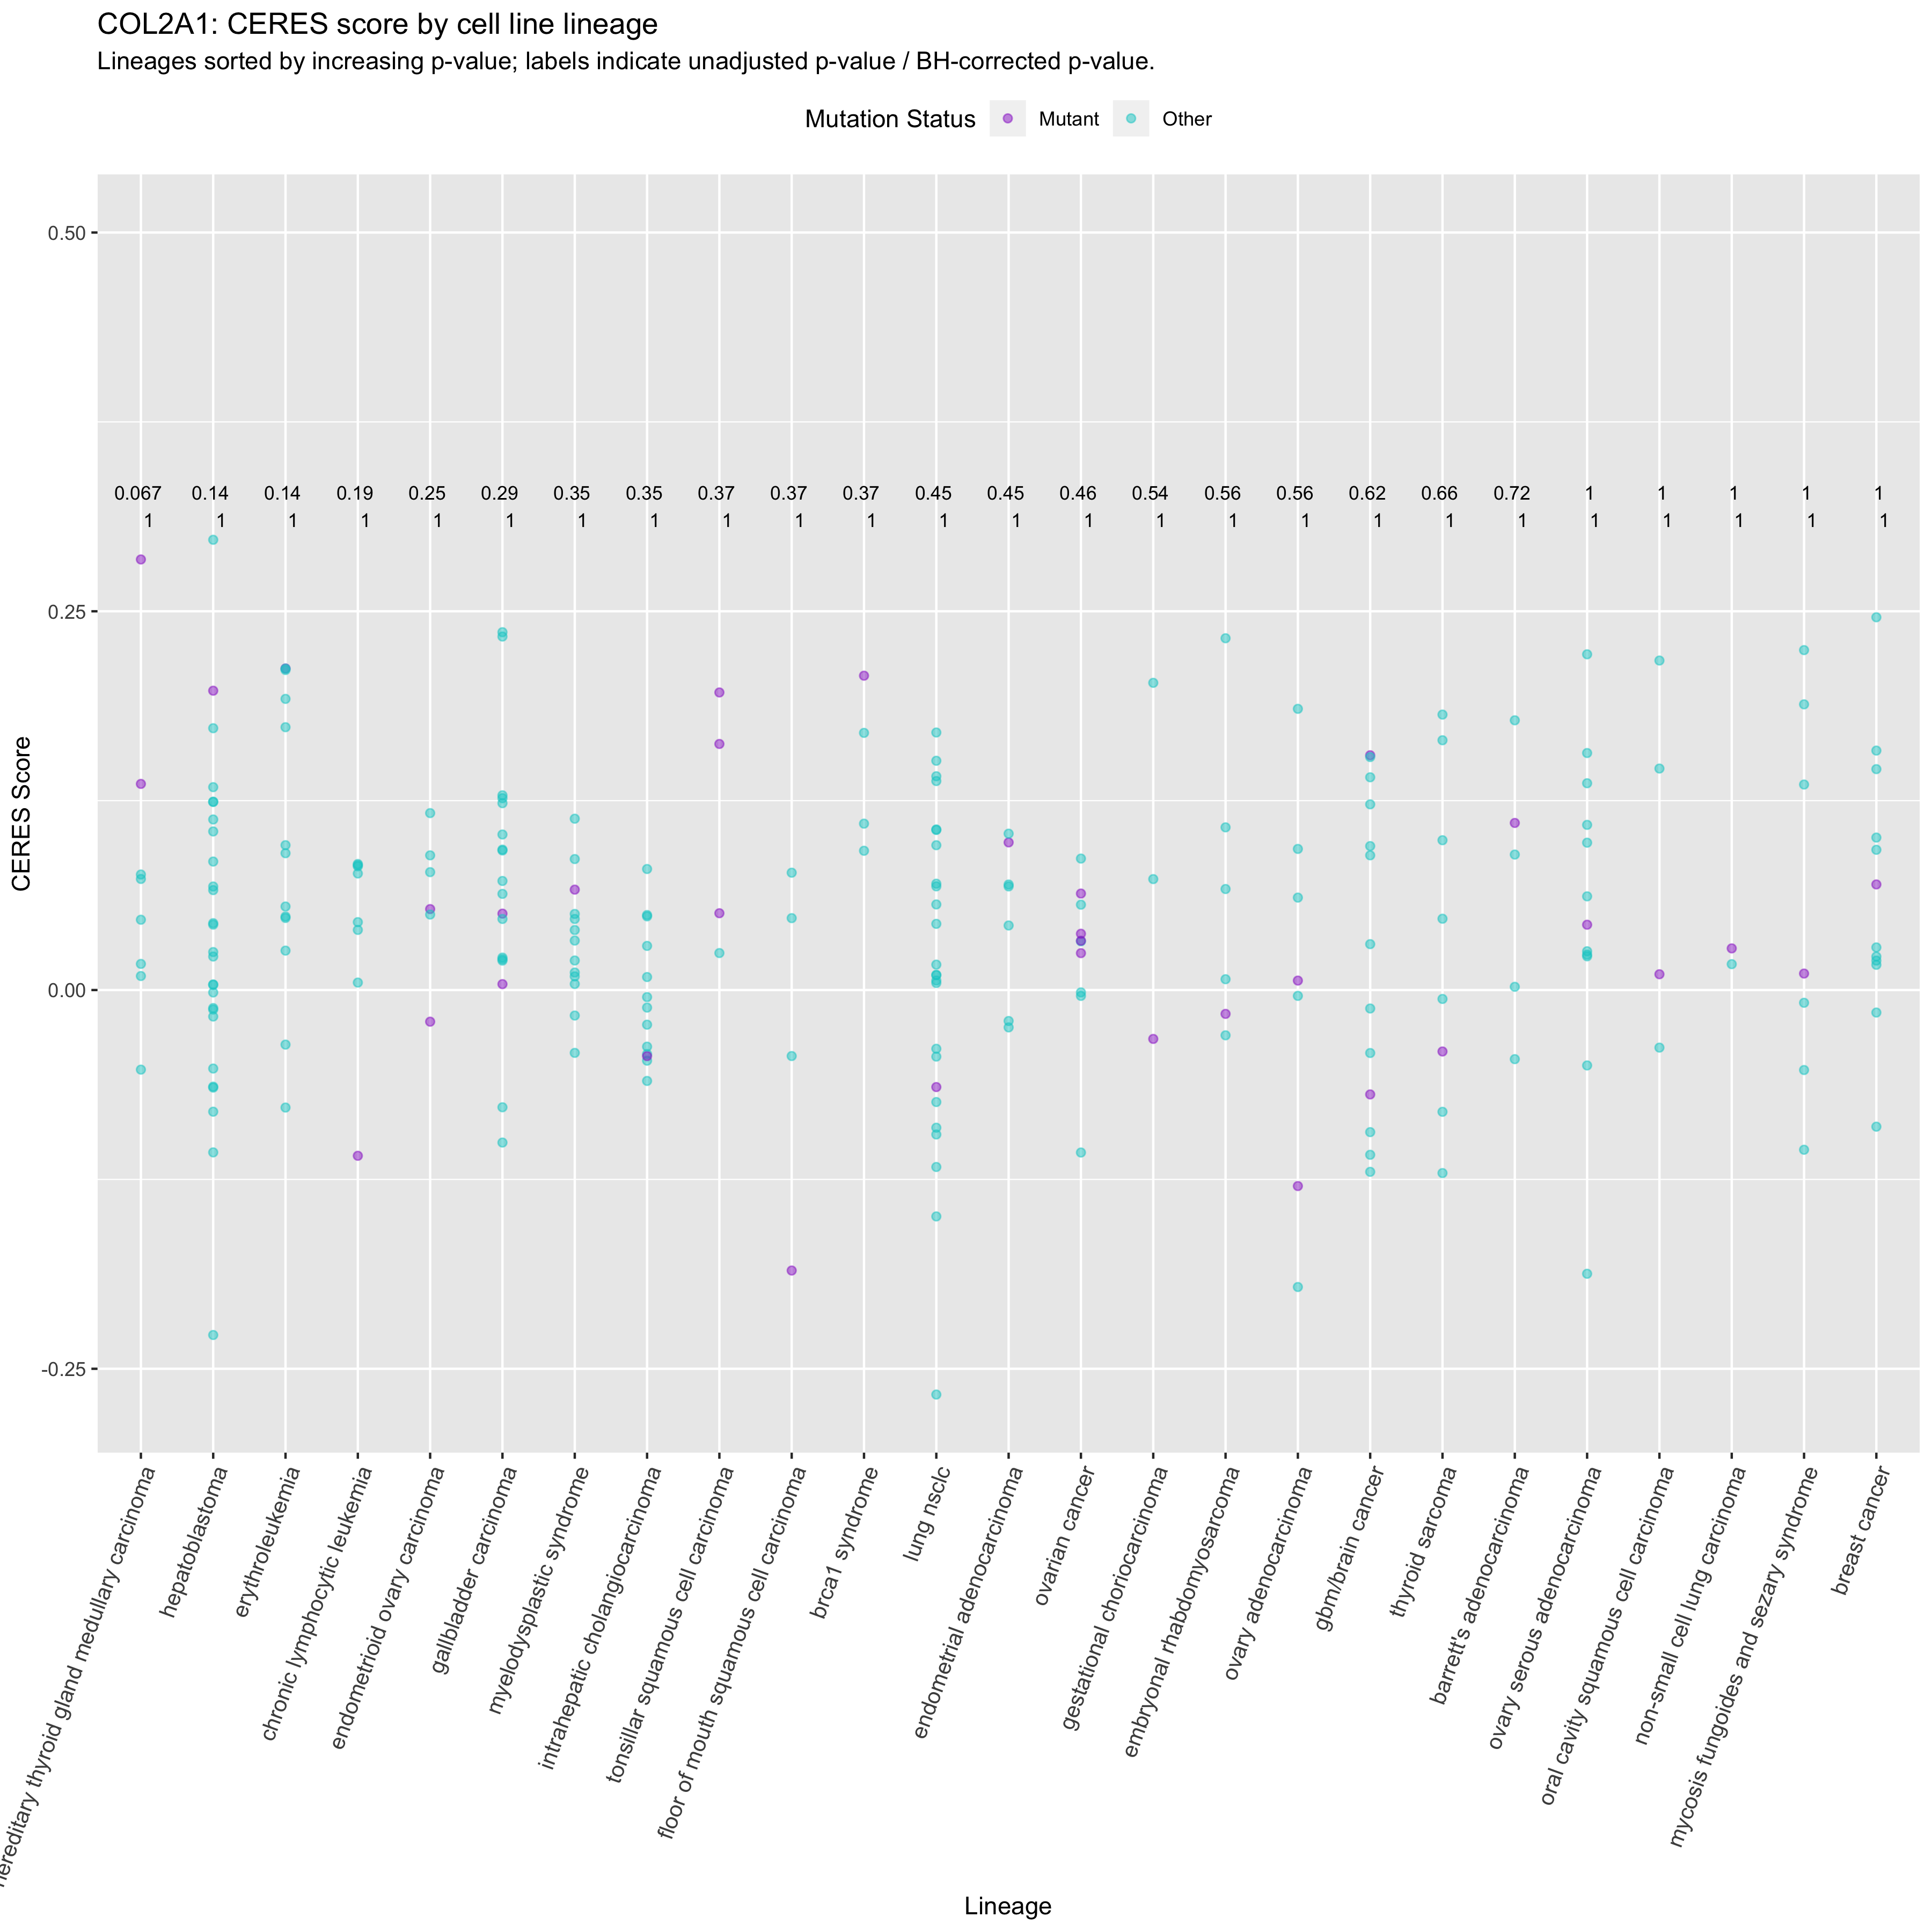 COL2A1: CERES score by cell line lineage
Lineages sorted by increasing p-value; labels indicate unadjusted p-value / BH-corrected p-value.
Mutation Status Mutant Other
0.50
0.067 0.14 0.14 0.19 0.25 0.29 0.35 0.35 0.37 0.37 0.37 0.45 0.45 0.46 0.54 0.56 0.56 0.62 0.66 0.72 1 1 1 1 1
1 1 1 1 1 1 1 1 1 1 1 1 1 1 1 1 1 1 1 1 1 1 1 1 1
0.25
CERES Score
0.00
-0.25
hereditary thyroid gland medullary carcinoma
hepatoblastoma
erythroleukemia
chronic lymphocytic leukemia
endometrioid ovary carcinoma
gallbladder carcinoma
myelodysplastic syndrome
intrahepatic cholangiocarcinoma
tonsillar squamous cell carcinoma
floor of mouth squamous cell carcinoma
brca1 syndrome
lung nsclc
endometrial adenocarcinoma
ovarian cancer
gestational choriocarcinoma
embryonal rhabdomyosarcoma
ovary adenocarcinoma
gbm/brain cancer
thyroid sarcoma
barrett's adenocarcinoma
ovary serous adenocarcinoma
oral cavity squamous cell carcinoma
non-small cell lung carcinoma
mycosis fungoides and sezary syndrome
breast cancer
Lineage